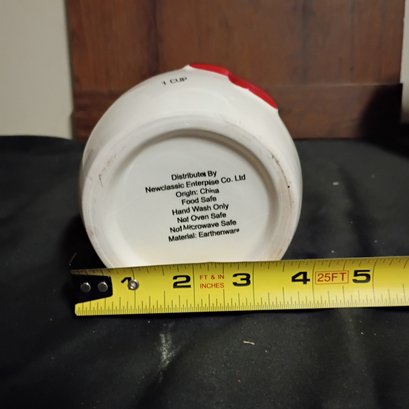 1 CUP
Distributed By
Newclassic Enterpise Co. Ltd
Origin: China
Food Safe
Hand Wash Only
Not Oven Safe
Not Microwave Safe
Material: Earthenware
1 2 FT & IN 3 4 25FT 5
INCHES